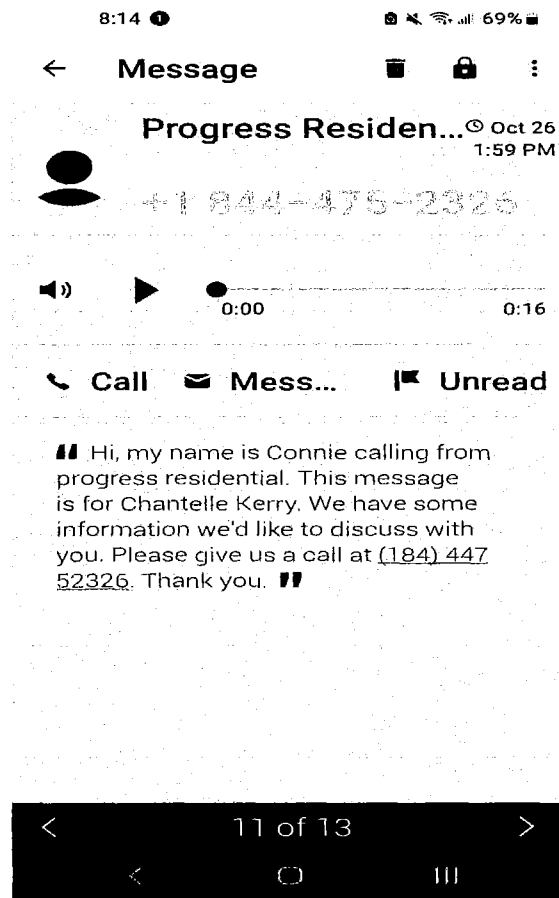 8:14 1 69%
Message
Progress Residen... Oct 26
1:59 PM
+1 844-475-2326
0:00 0:16
Call Mess... Unread
" Hi, my name is Connie calling from
progress residential. This message
is for Chantelle Kerry. We have some
information we'd like to discuss with
you. Please give us a call at (184) 447
52326. Thank you. "
11 of 13